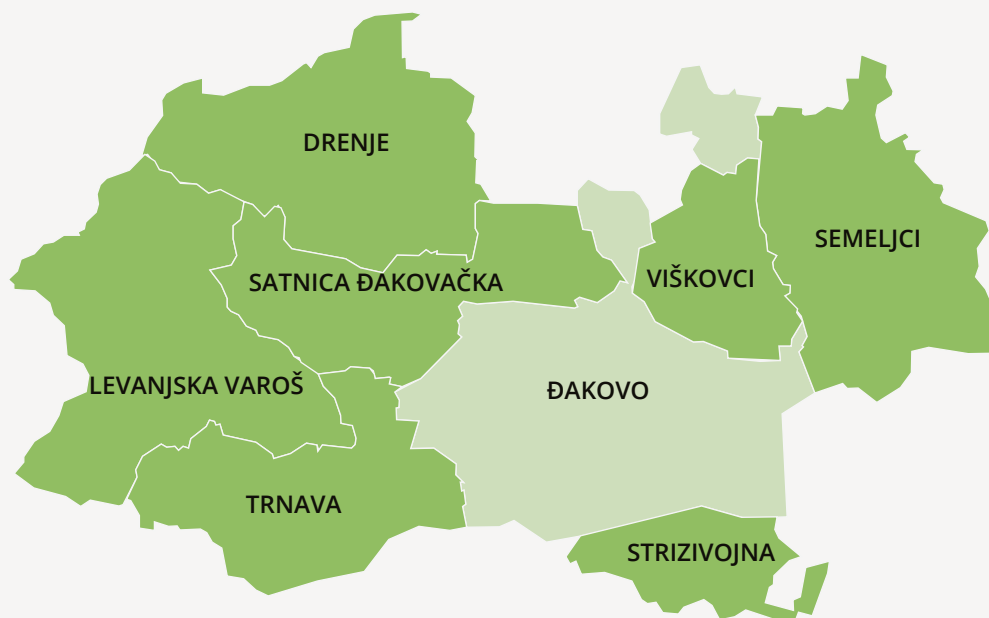 DRENJE
SEMELJCI
SATNICA ĐAKOVAČKA
VIŠKOVCI
LEVANJSKA VAROŠ
ĐAKOVO
TRNAVA
STRIZIVOJNA